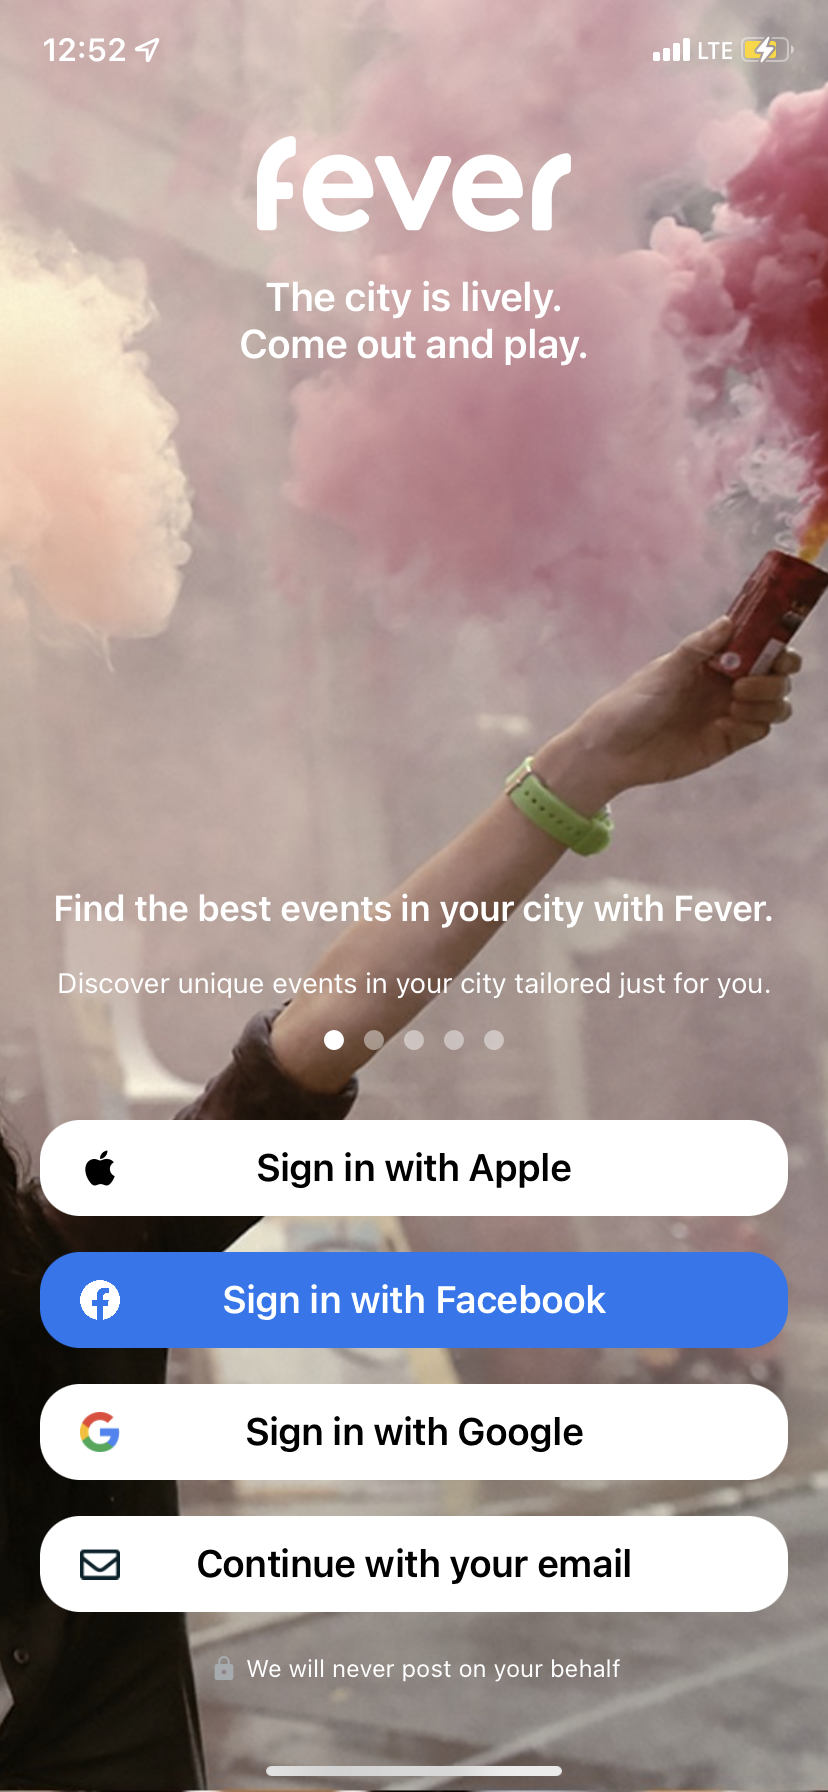 12:52
LTE
fever
The city is lively.
Come out and play.
Find the best events in your city with Fever.
Discover unique events in your city tailored just for you.
Sign in with Apple
Sign in with Facebook
Sign in with Google
Continue with your email
We will never post on your behalf